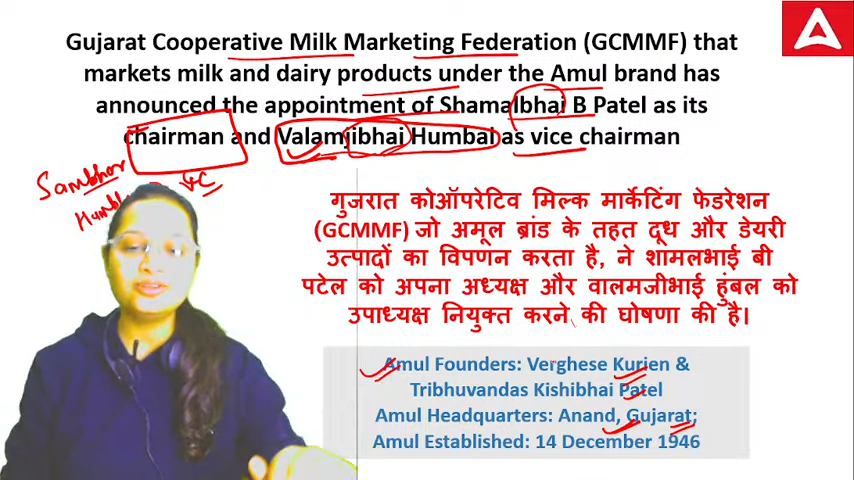 Gujarat Cooperative Milk Marketing Federation (GCMMF) that
markets milk and dairy products under the Amul brand has
announced the appointment of Shamalbhai B Patel as its
chairman and Valamjibhai Humbal as vice chairman
Sambhar
VC
गुजरात कोऑपरेटिव मिल्क मार्केटिंग फेडरेशन
(GCMMF) जो अमूल ब्रांड के तहत दूध और डेयरी
उत्पादों का विपणन करता है, ने शामलभाई बी
पटेल को अपना अध्यक्ष और वालमजीभाई हुंबल को
उपाध्यक्ष नियुक्त करने की घोषणा की है।
Amul Founders: Verghese Kurien &
Tribhuvandas Kishibhai Patel
Amul Headquarters: Anand, Gujarat;
Amul Established: 14 December 1946